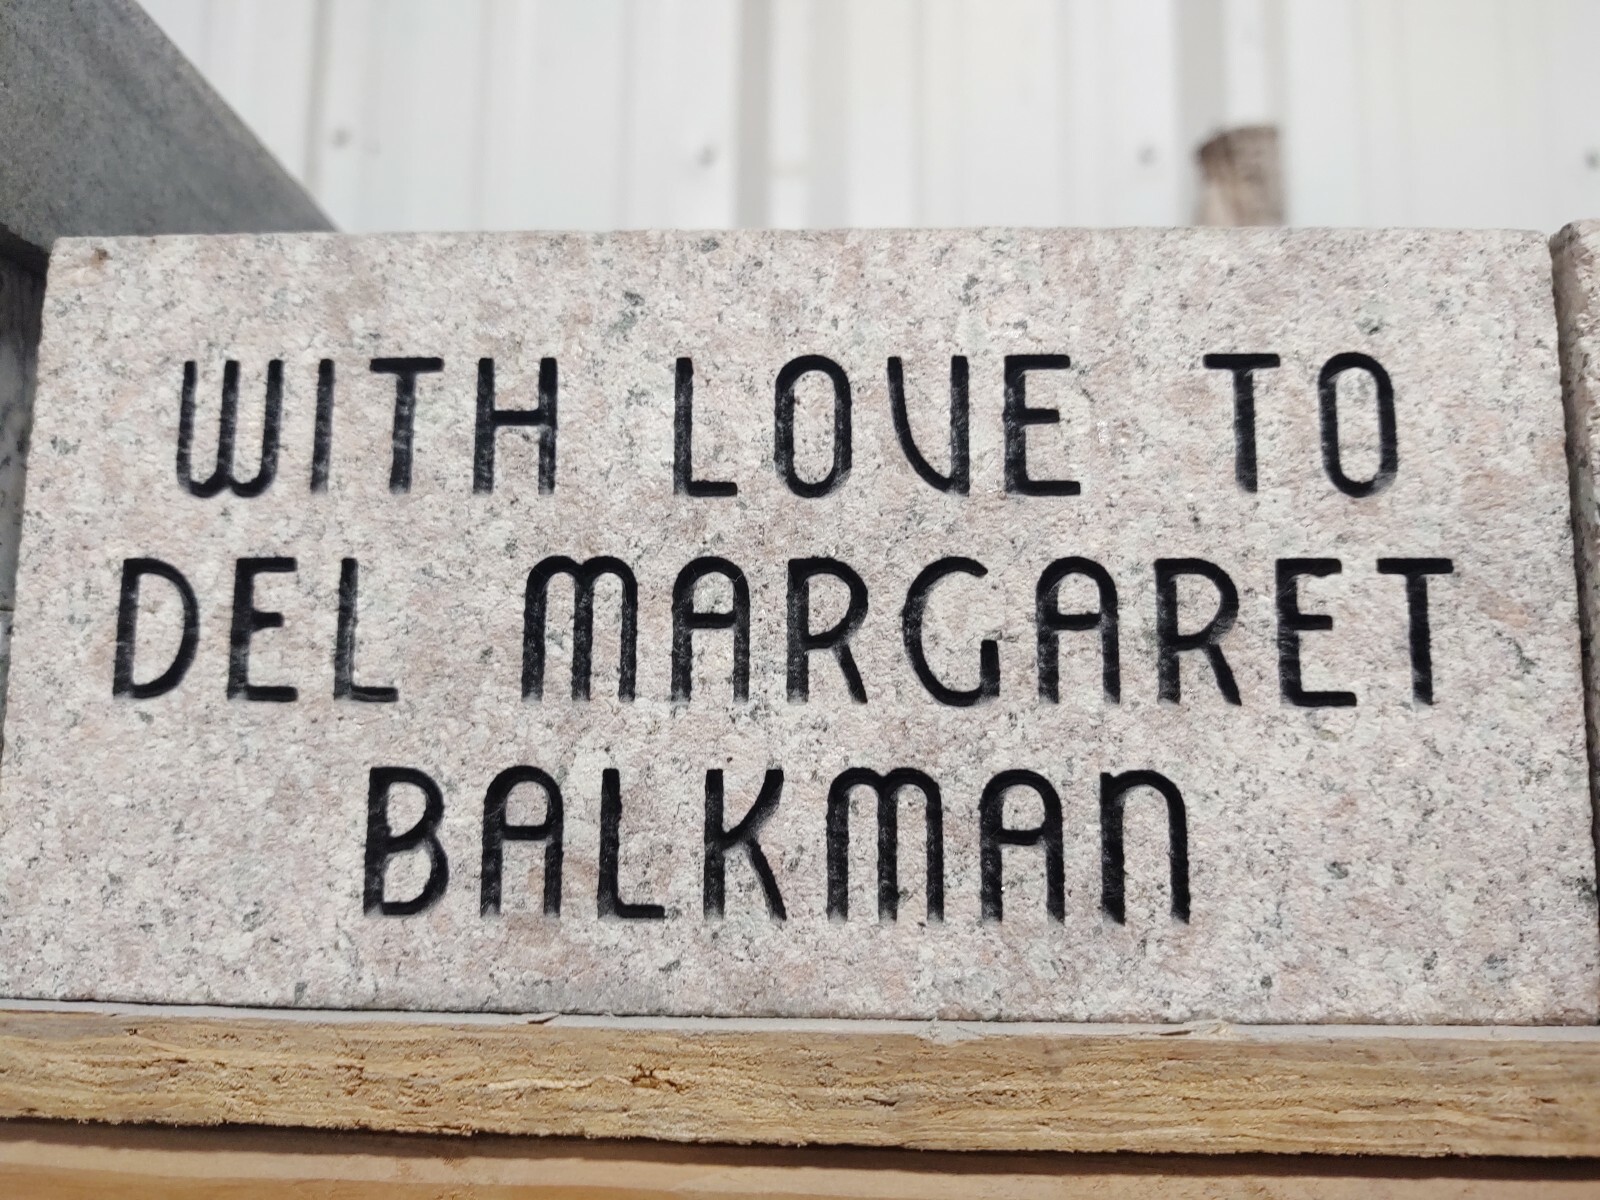 WITH LOVE TO
DEL MARGARET
BALKMAN